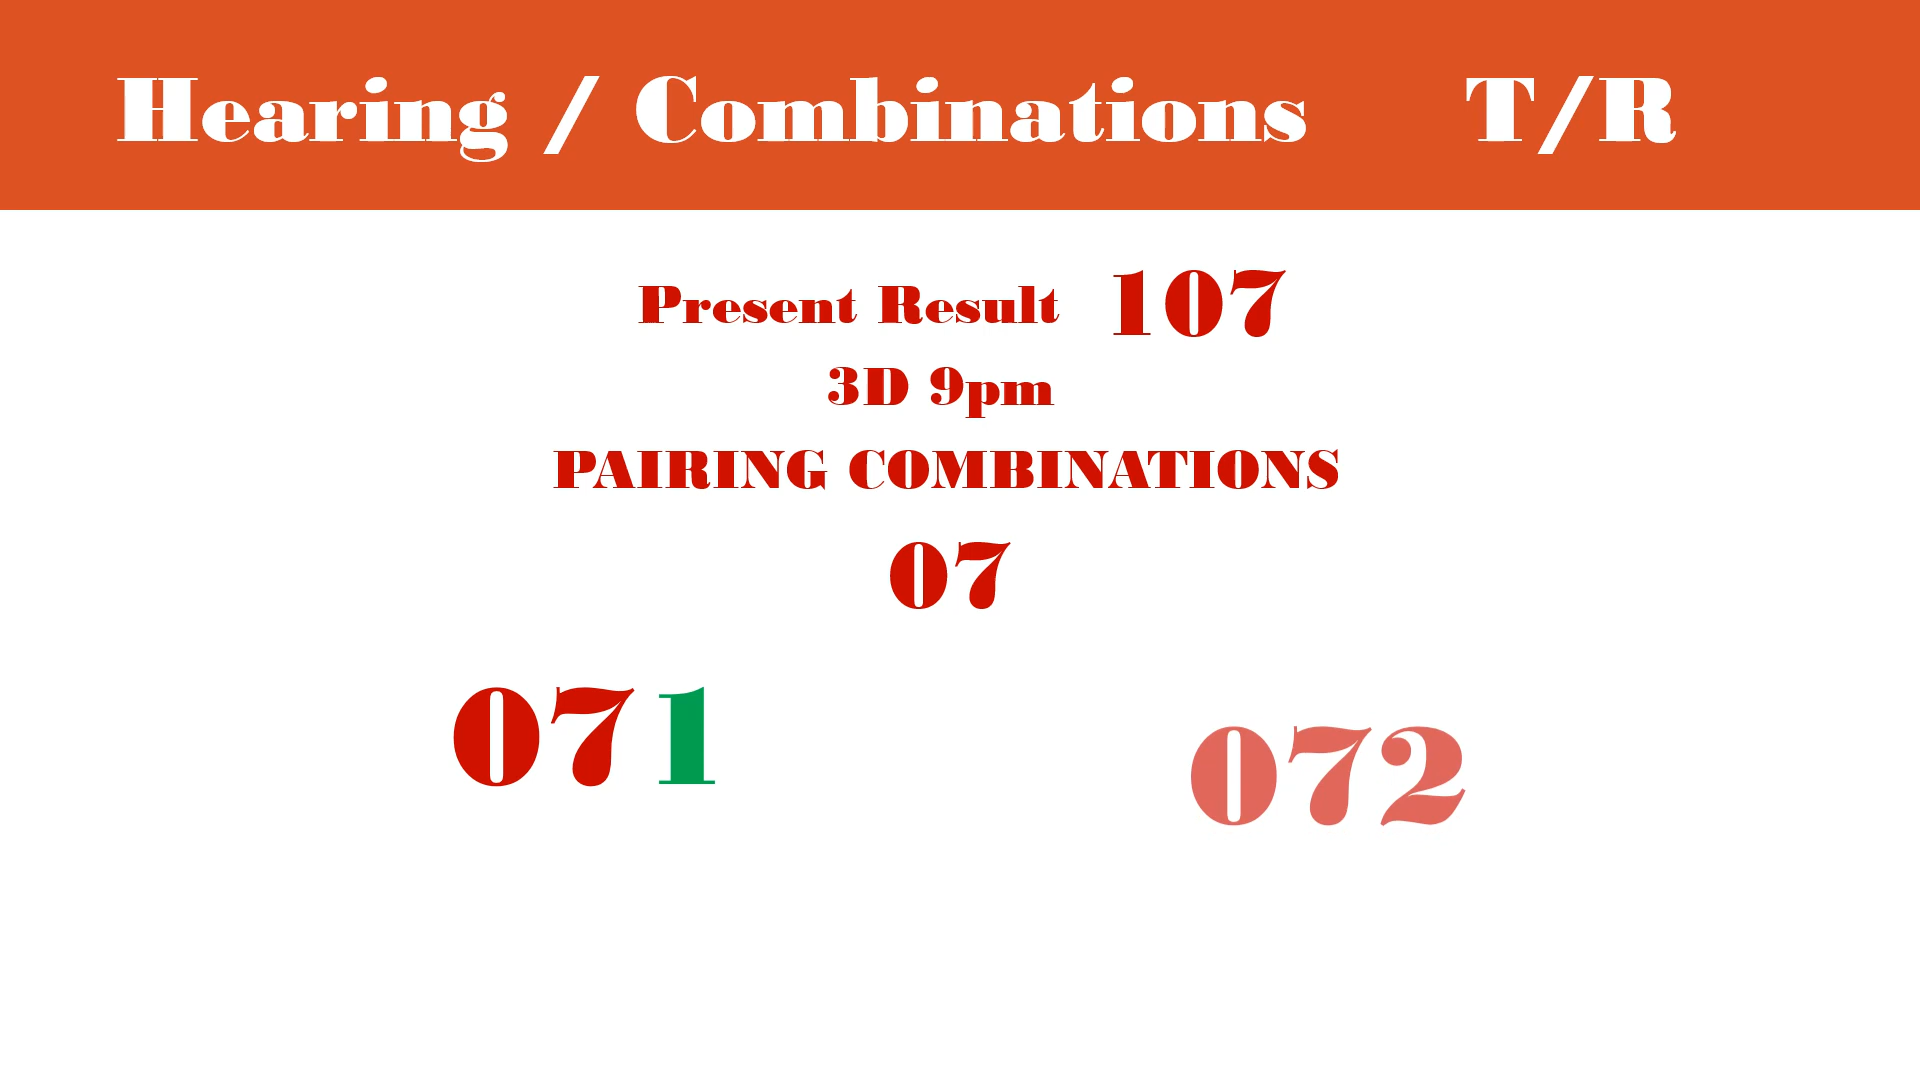 Hearing / Combinations T/R
Present Result 107
3D 9pm
PAIRING COMBINATIONS
07
071
072